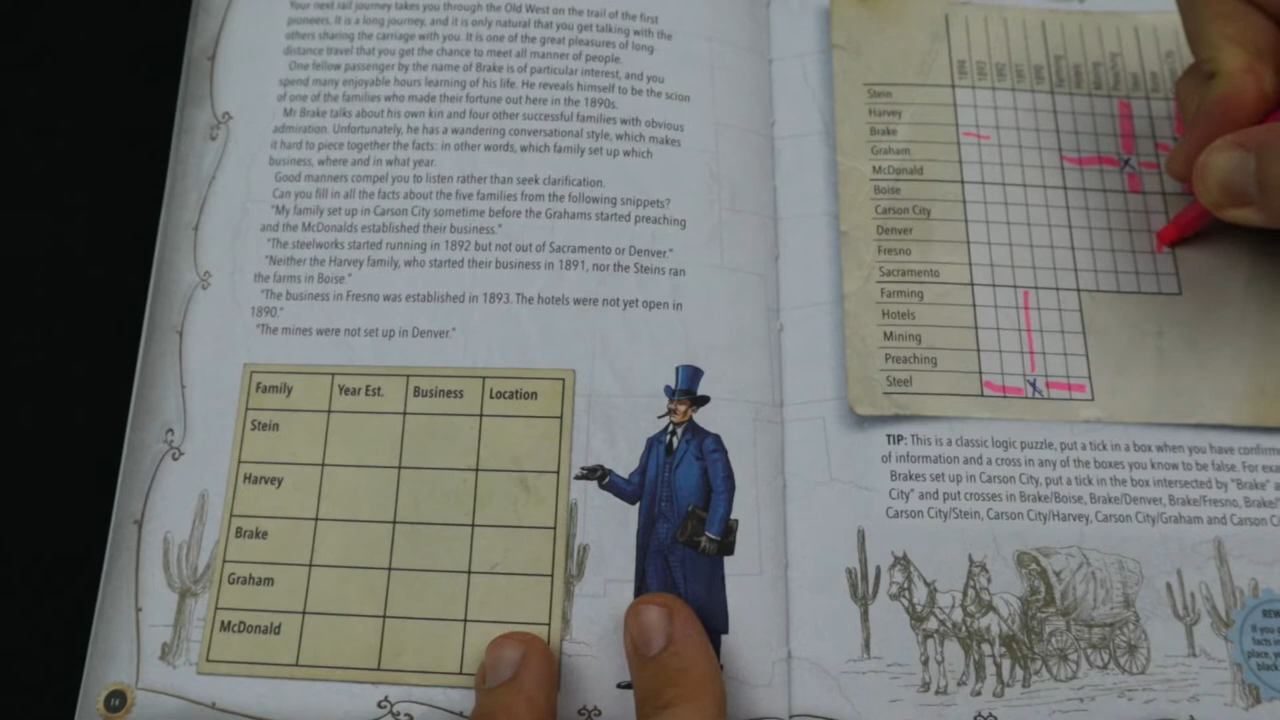 Your next rail journey takes you through the Old West on the trail of the first
pioneers. It is a long journey, and it is only natural that you get talking with the
others sharing the carriage with you. It is one of the great pleasures of long-
distance travel that you get the chance to meet all manner of people.
One fellow passenger by the name of Brake is of particular interest, and you
spend many enjoyable hours learning of his life. He reveals himself to be the scion
of one of the families who made their fortune out here in the 1890s.
Mr Brake talks about his own kin and four other successful families with obvious
admiration. Unfortunately, he has a wandering conversational style, which makes
it hard to piece together the facts: in other words, which family set up which
business, where and in what year.
Good manners compel you to listen rather than seek clarification.
Can you fill in all the facts about the five families from the following snippets?
"My family set up in Carson City sometime before the Grahams started preaching
and the McDonalds established their business."
"The steelworks started running in 1892 but not out of Sacramento or Denver."
"Neither the Harvey family, who started their business in 1891, nor the Steins ran
the farms in Boise."
"The business in Fresno was established in 1893. The hotels were not yet open in
1890."
"The mines were not set up in Denver."
Family Year Est. Business Location
Stein
Harvey
Brake
Graham
McDonald
14
1894 1893 1892 1891 1890 Farming
Stein
Harvey
Brake
Graham
McDonald
Boise
Carson City
Denver
Fresno
Sacramento
Farming
Hotels
Mining
Preaching
Steel
TIP: This is a classic logic puzzle, put a tick in a box when you have
of information and a cross in any of the boxes you know to be false. For
Brakes set up in Carson City, put a tick in the box intersected by "Brake"
City" and put crosses in Brake/Boise, Brake/Denver, Brake/Fresno, Brake/
Carson City/Stein, Carson City/Harvey, Carson City/Graham and Carson